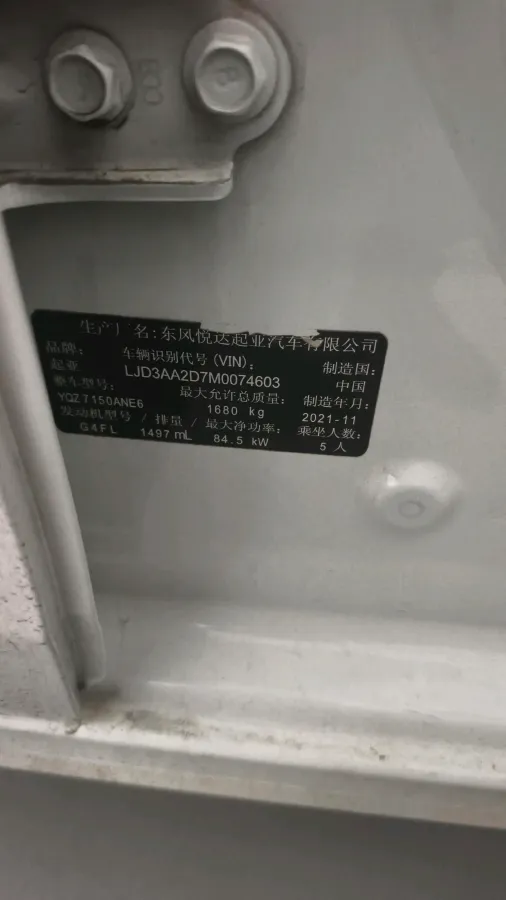 生产厂名:东风悦达起亚汽车有限公司
品牌: 车辆识别代号(VIN): 制造国:
起亚 LJD3AA2D7M0074603 中国
整车型号: 最大允许总质量: 制造年月:
YQZ7150ANE6 1680 kg 2021-11
发动机型号 / 排量 / 最大净功率: 乘坐人数:
G4FL 1497 mL 84.5 kW 5 人